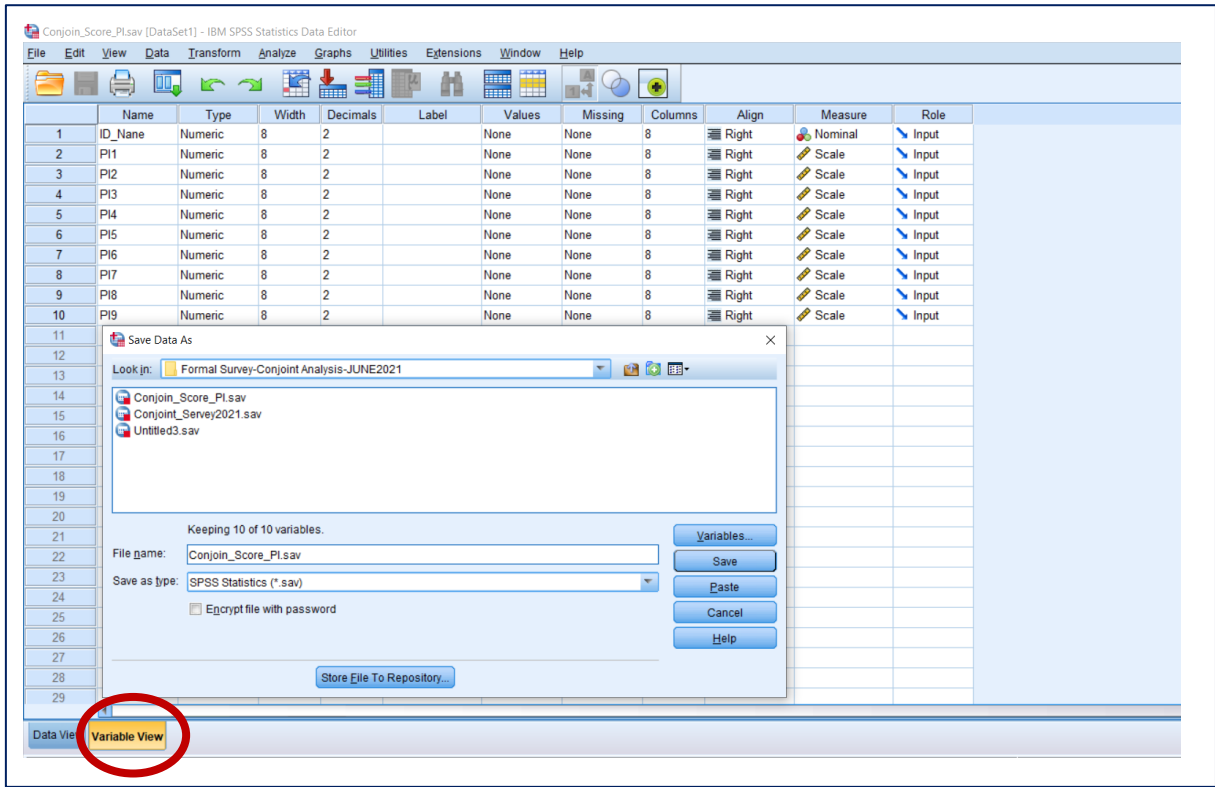 Conjoin_Score_PI.sav [DataSet1] - IBM SPSS Statistics Data Editor
File Edit View Data Transform Analyze Graphs Utilities Extensions Window Help
Name Type Width Decimals Label Values Missing Columns Align Measure Role
1 ID_Nane Numeric 8 2 None None 8 Right Nominal Input
2 PI1 Numeric 8 2 None None 8 Right Scale Input
3 PI2 Numeric 8 2 None None 8 Right Scale Input
4 PI3 Numeric 8 2 None None 8 Right Scale Input
5 PI4 Numeric 8 2 None None 8 Right Scale Input
6 PI5 Numeric 8 2 None None 8 Right Scale Input
7 PI6 Numeric 8 2 None None 8 Right Scale Input
8 PI7 Numeric 8 2 None None 8 Right Scale Input
9 PI8 Numeric 8 2 None None 8 Right Scale Input
10 PI9 Numeric 8 2 None None 8 Right Scale Input
11
12
13
14
15
16
17
18
19
20
21
22
23
24
25
26
27
28
29
Save Data As
Look in: Formal Survey-Conjoint Analysis-JUNE2021
Conjoin_Score_PI.sav
Conjoint_Servey2021.sav
Untitled3.sav
Keeping 10 of 10 variables.
Variables...
File name: Conjoin_Score_PI.sav
Save
Save as type: SPSS Statistics (*.sav)
Paste
Encrypt file with password
Cancel
Help
Store File To Repository...
Data View Variable View